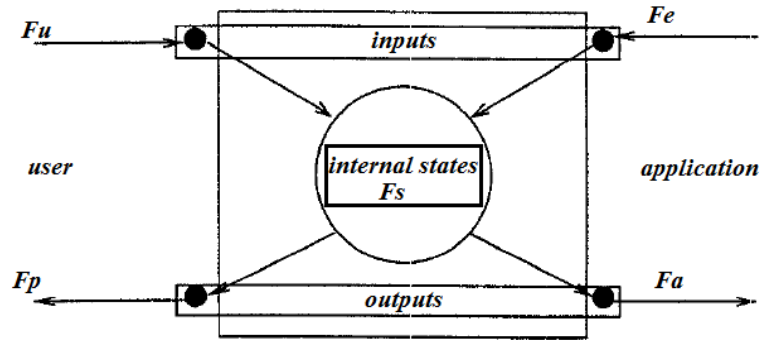 Fu
Fe
inputs
user
internal states
Fs
application
Fp
outputs
Fa